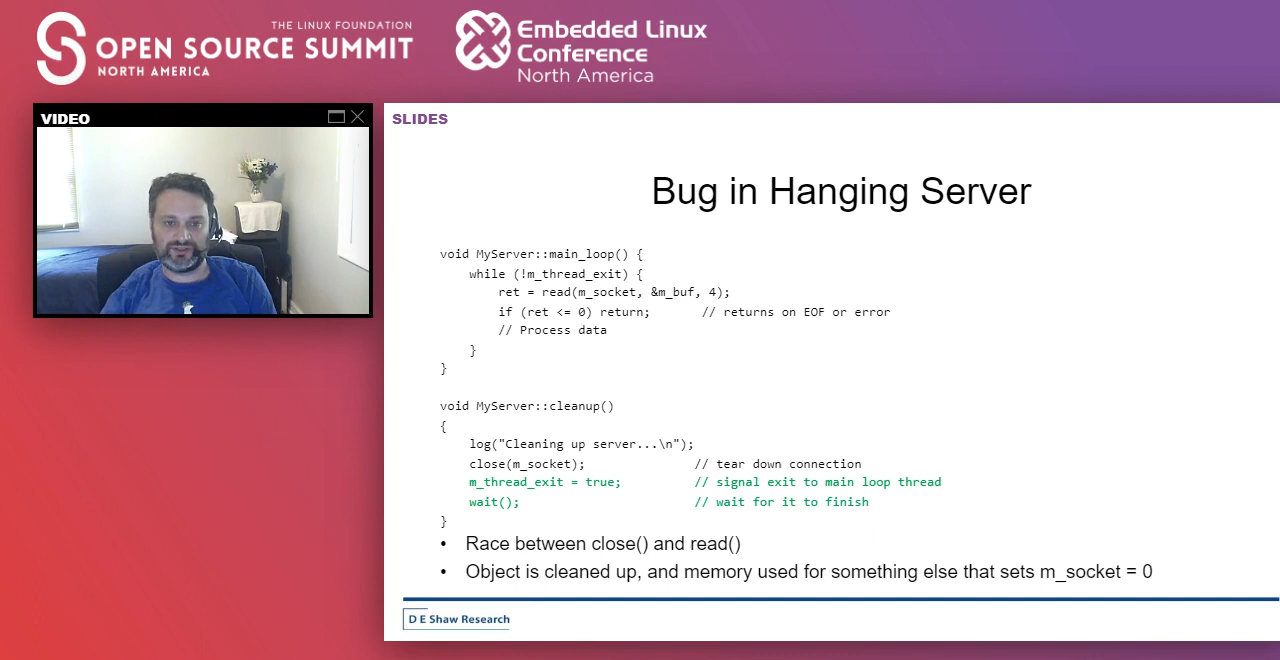 THE LINUX FOUNDATION
OPEN SOURCE SUMMIT
NORTH AMERICA
Embedded Linux
Conference
North America
VIDEO
SLIDES
Bug in Hanging Server
void MyServer::main_loop() {
    while (!m_thread_exit) {
        ret = read(m_socket, &m_buf, 4);
        if (ret <= 0) return;       // returns on EOF or error
        // Process data
    }
}
void MyServer::cleanup()
{
    log("Cleaning up server...\n");
    close(m_socket);               // tear down connection
    m_thread_exit = true;          // signal exit to main loop thread
    wait();                        // wait for it to finish
}
• Race between close() and read()
• Object is cleaned up, and memory used for something else that sets m_socket = 0
D E Shaw Research